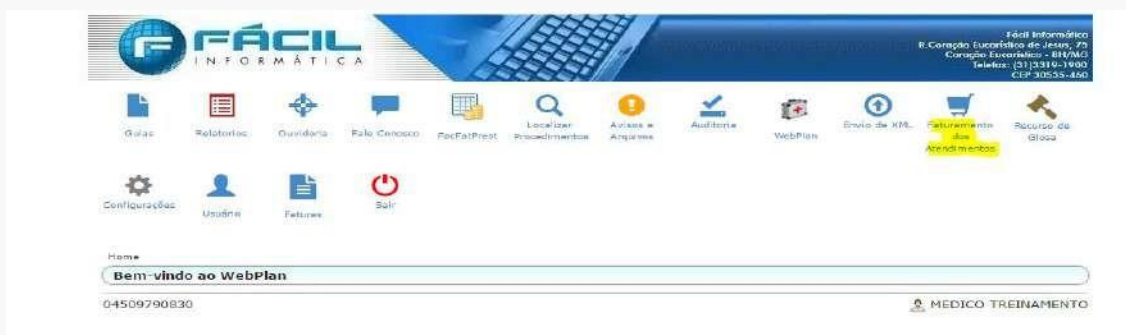 FÁCIL
INFORMÁTICA
Fácil Informática
R.Coração Eucarístico de Jesus, 75
Coração Eucarístico - BH/MG
Telefax: (31)3319-1900
CEP 30535-460
Guias
Relatorios
Ouvidoria
Fale Conosco
PocFatPrest
Localizar
Procedimentos
Avisos e
Arquivos
Auditoria
WebPlan
Envio de XML
Faturamento
dos
Atendimentos
Recurso de
Glosa
Configurações
Usuário
Faturas
Sair
Home
Bem-vindo ao WebPlan
04509790830
MEDICO TREINAMENTO